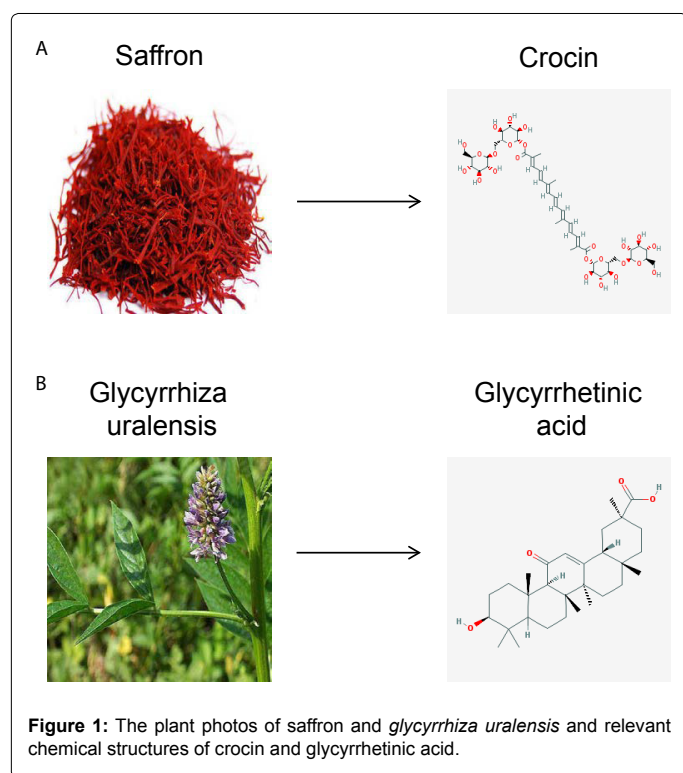 A
Saffron
Crocin
B
Glycyrrhiza
uralensis
Glycyrrhetinic
acid
Figure 1: The plant photos of saffron and glycyrrhiza uralensis and relevant
chemical structures of crocin and glycyrrhetinic acid.